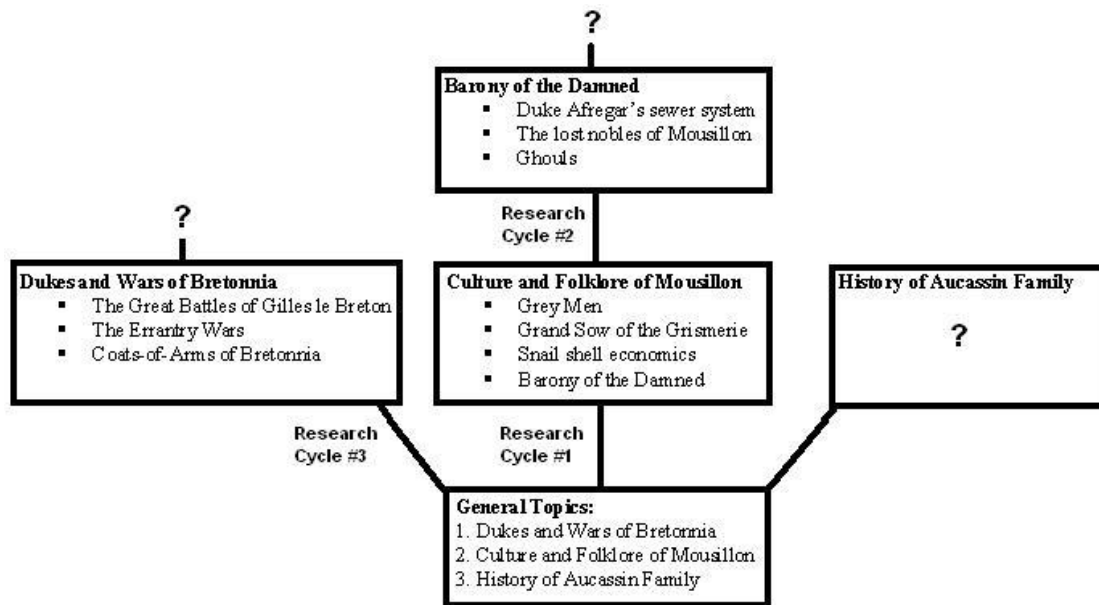 ?
Barony of the Damned
▪ Duke Afregar's sewer system
▪ The lost nobles of Mousillon
▪ Ghouls
Research
Cycle #2
?
Dukes and Wars of Bretonnia
▪ The Great Battles of Gilles le Breton
▪ The Errantry Wars
▪ Coats-of-Arms of Bretonnia
Culture and Folklore of Mousillon
▪ Grey Men
▪ Grand Sow of the Grismerie
▪ Snail shell economics
▪ Barony of the Damned
History of Aucassin Family
?
Research
Cycle #3
Research
Cycle #1
General Topics:
1. Dukes and Wars of Bretonnia
2. Culture and Folklore of Mousillon
3. History of Aucassin Family